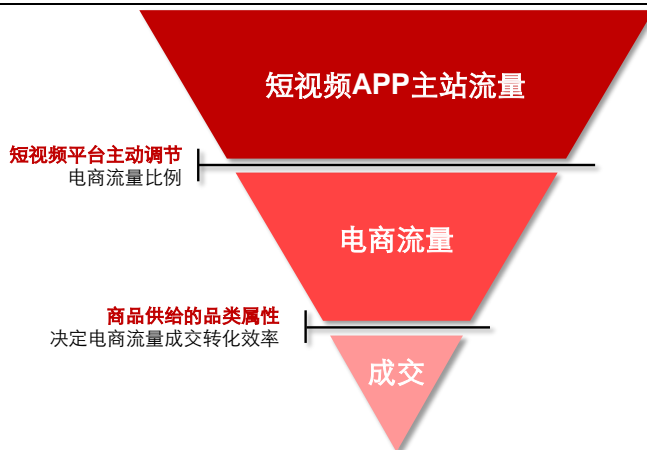 短视频APP主站流量
短视频平台主动调节
电商流量比例
电商流量
商品供给的品类属性
决定电商流量成交转化效率
成交